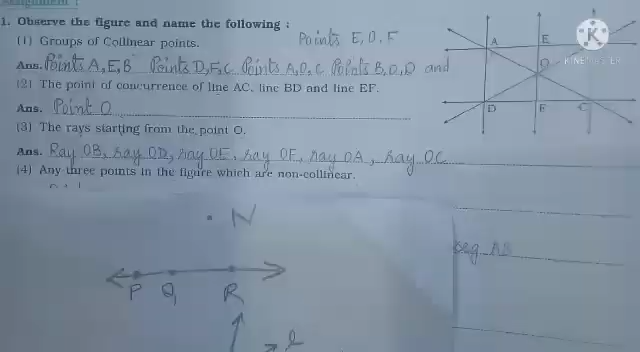 Assignment :
1. Observe the figure and name the following :
(1) Groups of Collinear points. Points E, O, F
Ans. Points A, E, B Points D, F, C Points A, O, C Points B, O, D and
(2) The point of concurrence of line AC, line BD and line EF.
Ans. Point O
(3) The rays starting from the point O.
Ans. Ray OB, ray OD, ray OE, ray OF, ray OA, ray OC
(4) Any three points in the figure which are non-collinear.
A E
O
D F C
K
KINEMASTER
N
P Q R
seg AB
l